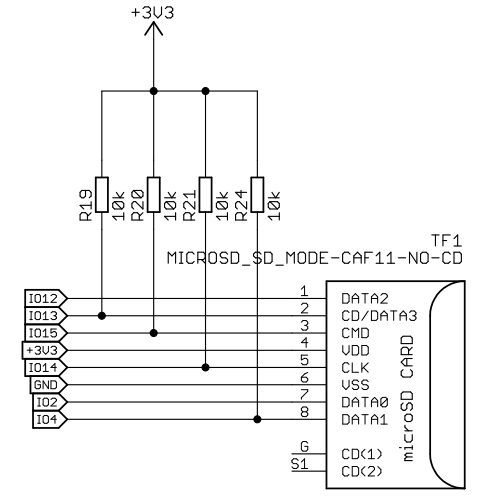 +3V3
R19 10k R20 10k R21 10k R24 10k
TF1
MICROSD_SD_MODE-CAF11-NO-CD
IO12 1 DATA2
IO13 2 CD/DATA3
IO15 3 CMD
+3V3 4 VDD
IO14 5 CLK
GND 6 VSS
IO2 7 DATA0
IO4 8 DATA1
G CD(1)
S1 CD(2)
microSD CARD